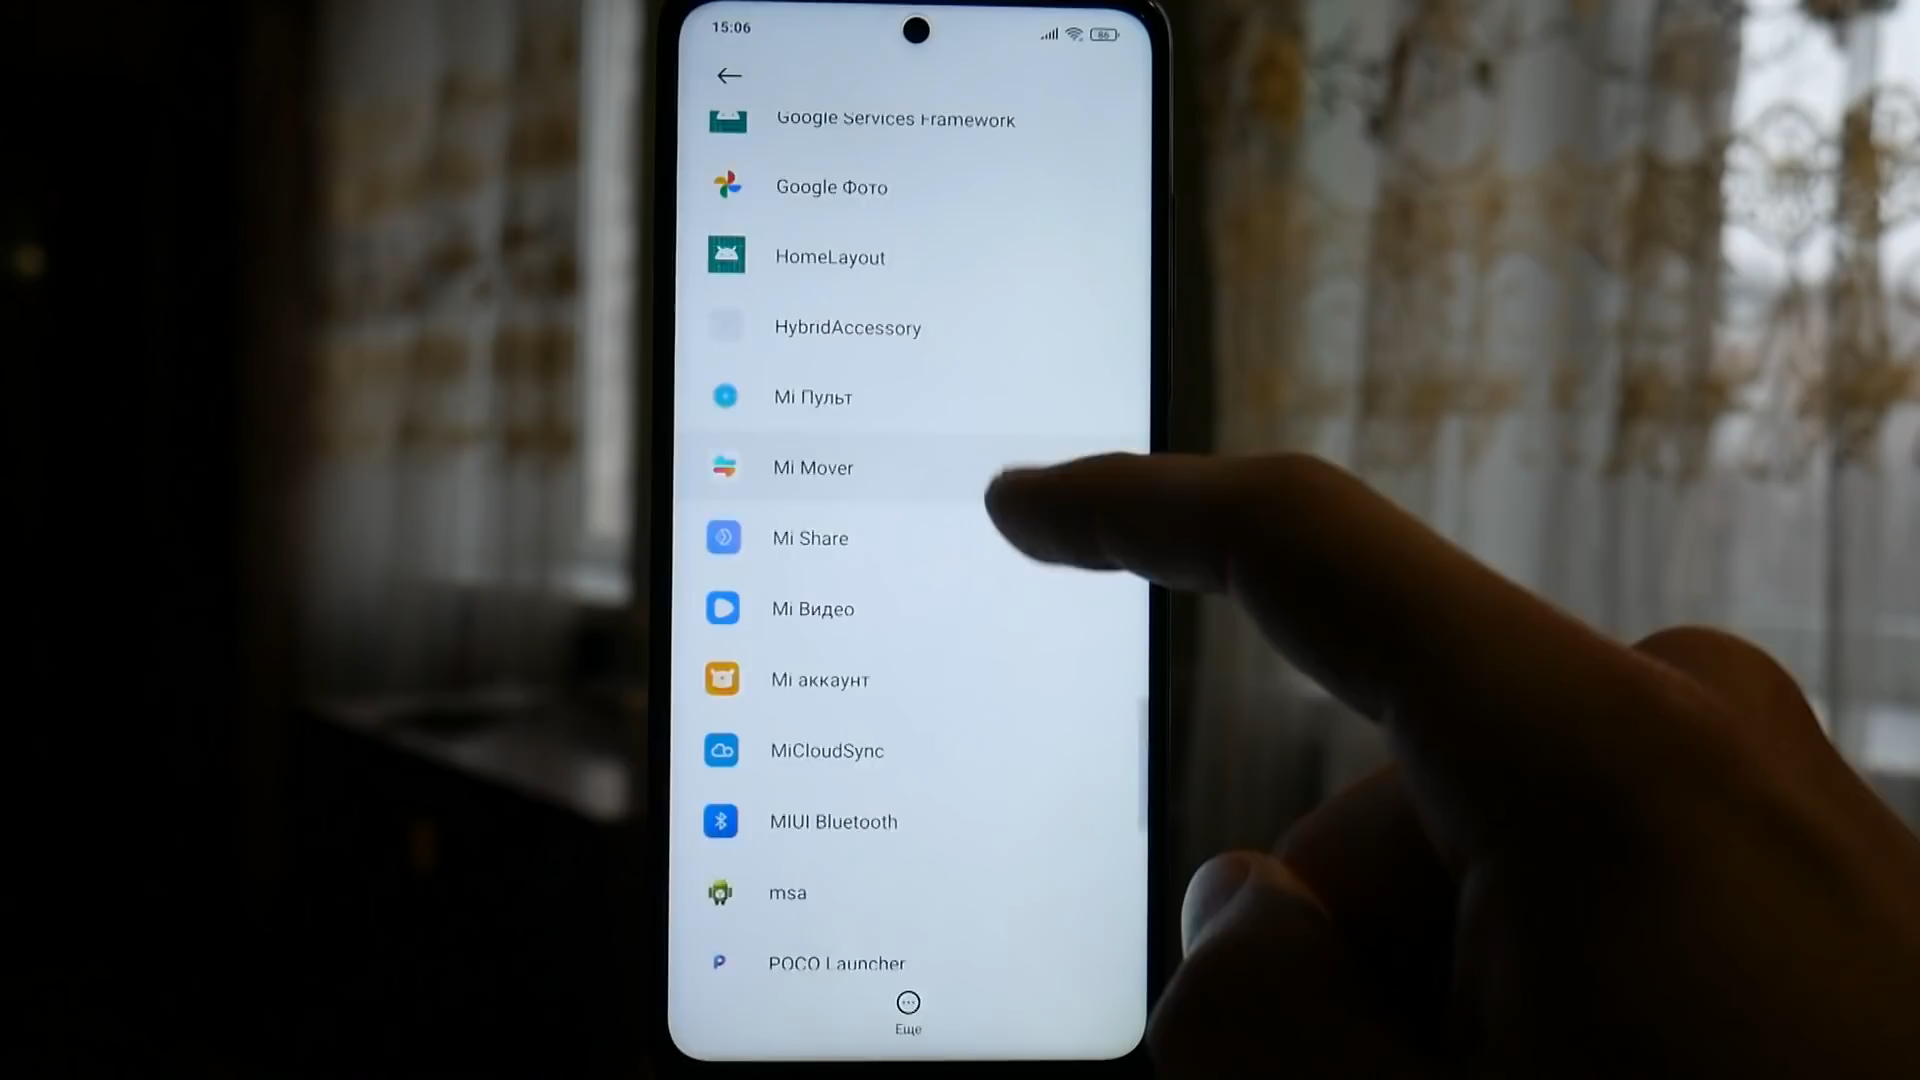 15:06
86
Google Services Framework
Google Фото
HomeLayout
HybridAccessory
Mi Пульт
Mi Mover
Mi Share
Mi Видео
Mi аккаунт
MiCloudSync
MIUI Bluetooth
msa
POCO Launcher
Еще